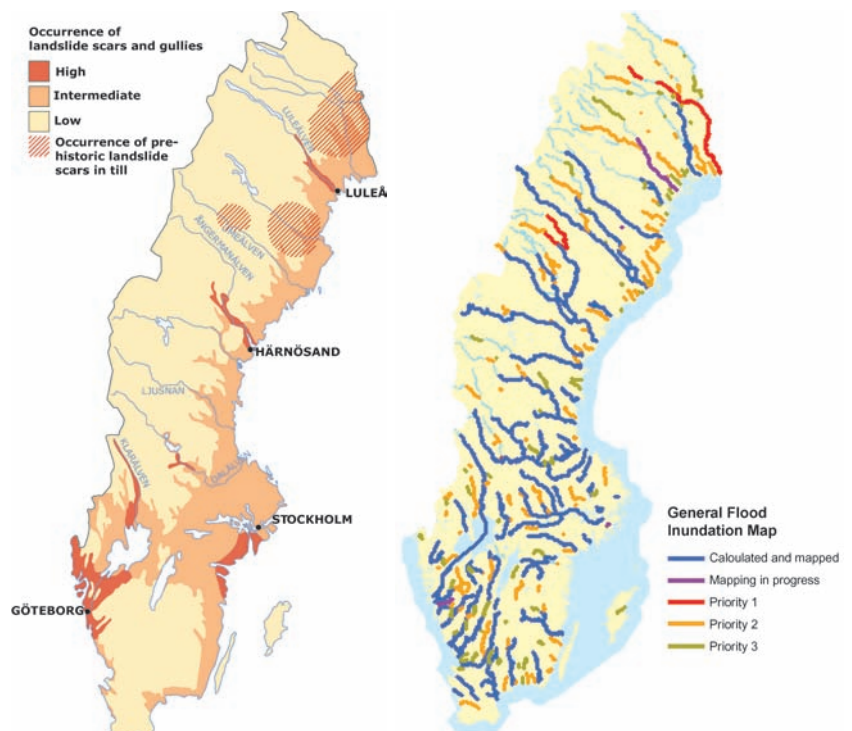 Occurrence of
landslide scars and gullies
High
Intermediate
Low
Occurrence of pre-
historic landslide
scars in till
LULEÄLVEN
LULEÅ
UMEÄLVEN
ÅNGERMANÄLVEN
HÄRNÖSAND
LJUSNAN
KLARÄLVEN
DALÄLVEN
STOCKHOLM
GÖTEBORG
General Flood
Inundation Map
Caloulated and mapped
Mapping in progress
Priority 1
Priority 2
Priority 3